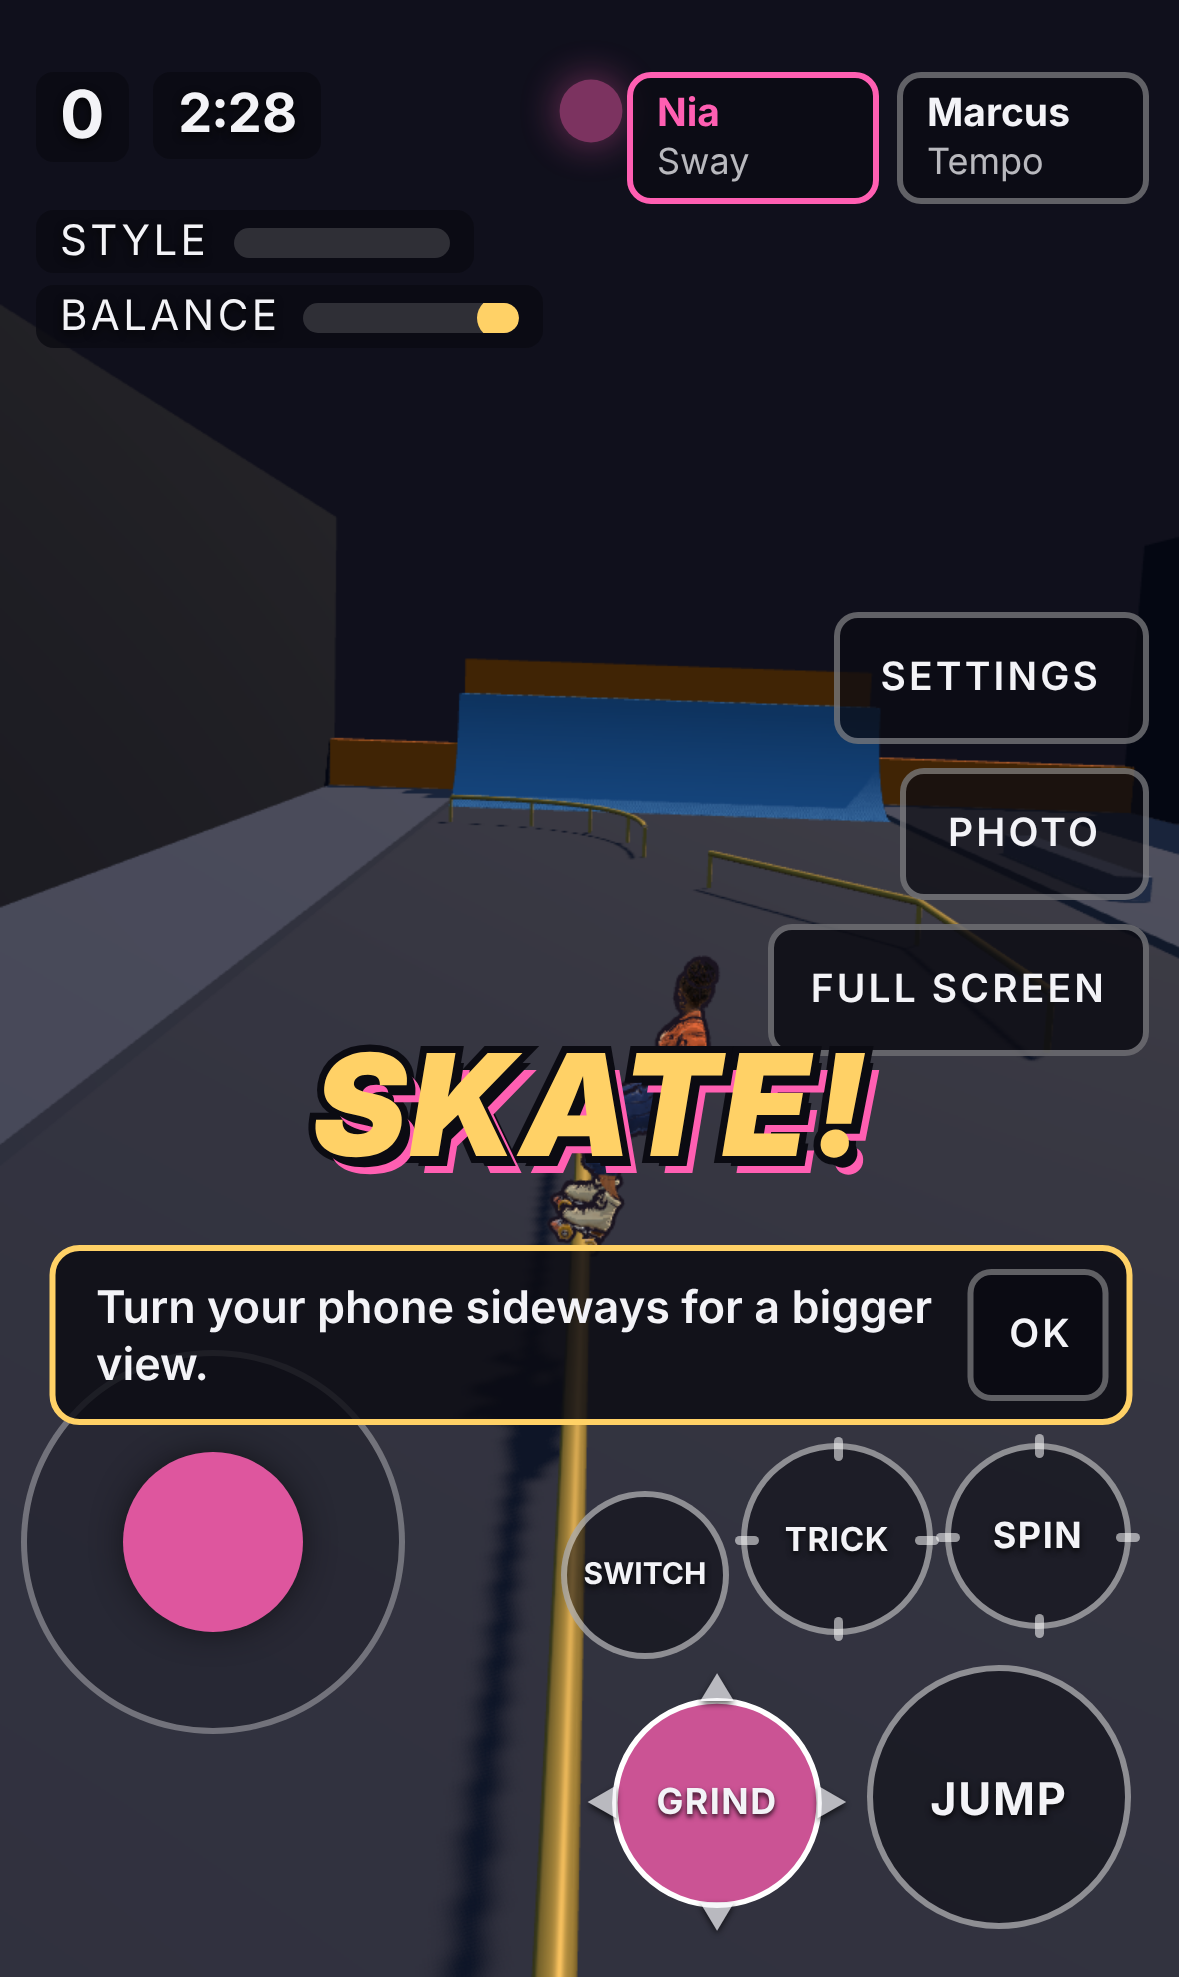 0
2:28
Nia
Sway
Marcus
Tempo
STYLE
BALANCE
SETTINGS
PHOTO
FULL SCREEN
SKATE!
Turn your phone sideways for a bigger
view.
OK
SWITCH
TRICK
SPIN
GRIND
JUMP